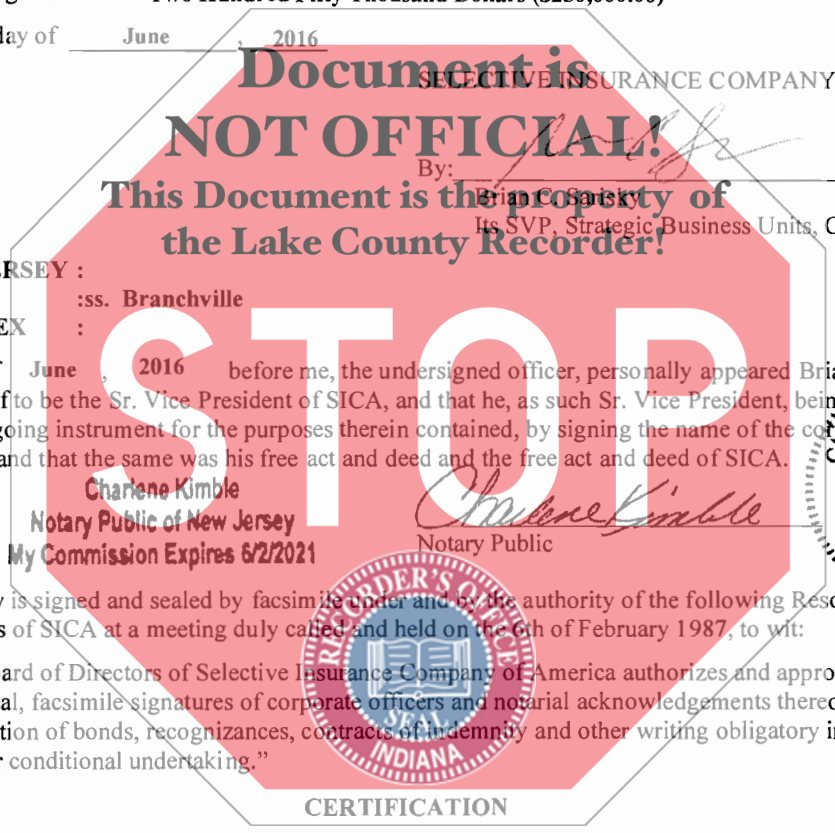 Two Hundred Fifty Thousand Dollars ($250,000.00)
day of June , 2016
Document is
SELECTIVE INSURANCE COMPANY
NOT OFFICIAL!
By:
This Document is the property of
Brian C. Sarisky
Its SVP, Strategic Business Units, C
the Lake County Recorder!
ERSEY :
:ss. Branchville
EX :
STOP
June , 2016 before me, the undersigned officer, personally appeared Bria
f to be the Sr. Vice President of SICA, and that he, as such Sr. Vice President, bein
going instrument for the purposes therein contained, by signing the name of the cor
and that the same was his free act and deed and the free act and deed of SICA.
Charlene Kimble
Notary Public of New Jersey
My Commission Expires 6/2/2021
Charlene Kimble
Notary Public
y is signed and sealed by facsimile under and by the authority of the following Reso
s of SICA at a meeting duly called and held on the 6th of February 1987, to wit:
ard of Directors of Selective Insurance Company of America authorizes and appro
al, facsimile signatures of corporate officers and notarial acknowledgements thereo
tion of bonds, recognizances, contracts of indemnity and other writing obligatory i
r conditional undertaking.”
RECORDER'S OFFICE
SEAL
INDIANA
CERTIFICATION